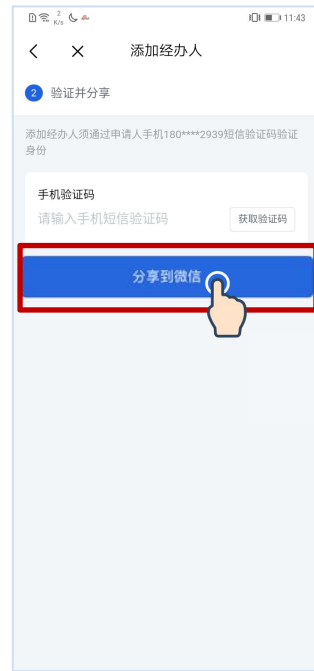 2 K/s 11:43
添加经办人
2 验证并分享
添加经办人须通过申请人手机180****2939短信验证码验证
身份
手机验证码
请输入手机短信验证码 获取验证码
分享到微信